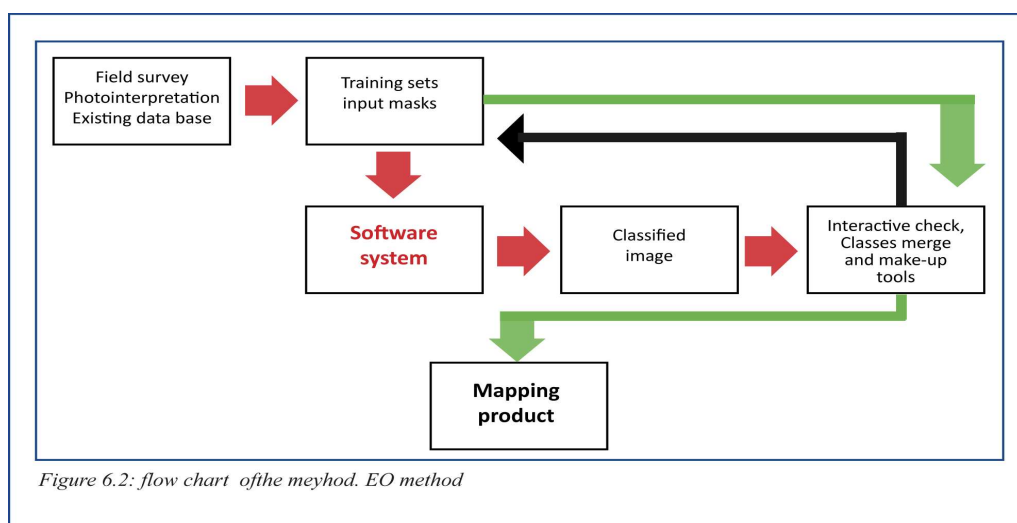 Field survey
Photointerpretation
Existing data base
Training sets
input masks
Software
system
Classified
image
Interactive check,
Classes merge
and make-up
tools
Mapping
product
Figure 6.2: flow chart ofthe meyhod. EO method